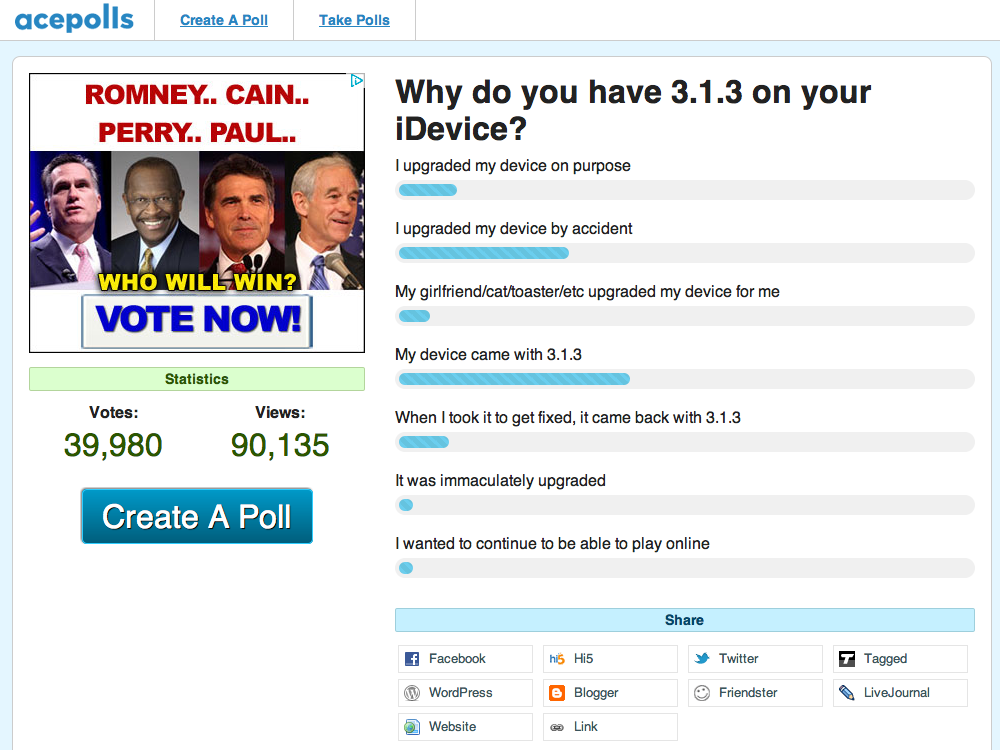 acepolls
Create A Poll
Take Polls
ROMNEY.. CAIN..
PERRY.. PAUL..
WHO WILL WIN?
VOTE NOW!
Statistics
Votes:
Views:
39,980
90,135
Create A Poll
Why do you have 3.1.3 on your
iDevice?
I upgraded my device on purpose
I upgraded my device by accident
My girlfriend/cat/toaster/etc upgraded my device for me
My device came with 3.1.3
When I took it to get fixed, it came back with 3.1.3
It was immaculately upgraded
I wanted to continue to be able to play online
Share
Facebook
hi5 Hi5
Twitter
Tagged
WordPress
Blogger
Friendster
LiveJournal
Website
Link